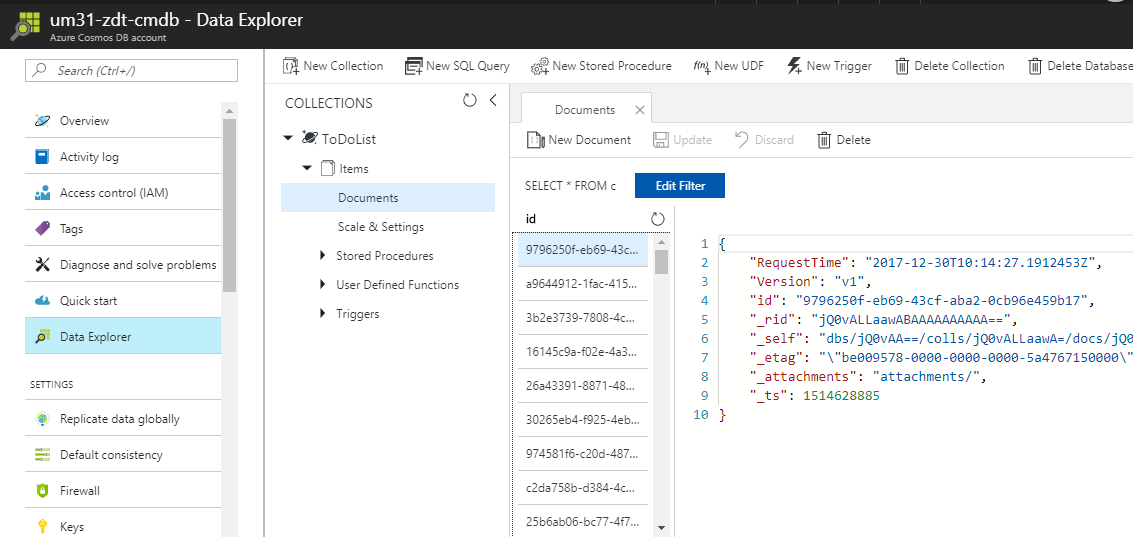 um31-zdt-cmdb - Data Explorer
Azure Cosmos DB account
Search (Ctrl+/)
Overview
Activity log
Access control (IAM)
Tags
Diagnose and solve problems
Quick start
Data Explorer
SETTINGS
Replicate data globally
Default consistency
Firewall
Keys
New Collection New SQL Query New Stored Procedure New UDF New Trigger Delete Collection Delete Database
COLLECTIONS
ToDoList
Items
Documents
Scale & Settings
Stored Procedures
User Defined Functions
Triggers
Documents
New Document Update Discard Delete
SELECT * FROM c Edit Filter
id
9796250f-eb69-43c...
a9644912-1fac-415...
3b2e3739-7808-4c...
16145c9a-f02e-4a3...
26a43391-8871-48...
30265eb4-f925-4eb...
974581f6-c20d-487...
c2da758b-d384-4c...
25b6ab06-bc77-4f7...
1 {
2 "RequestTime": "2017-12-30T10:14:27.1912453Z",
3 "Version": "v1",
4 "id": "9796250f-eb69-43cf-aba2-0cb96e459b17",
5 "_rid": "jQ0vALLaawABAAAAAAAAAA==",
6 "_self": "dbs/jQ0vAA==/colls/jQ0vALLaawA=/docs/jQ0
7 "_etag": "\"be009578-0000-0000-0000-5a4767150000\"
8 "_attachments": "attachments/",
9 "_ts": 1514628885
10 }